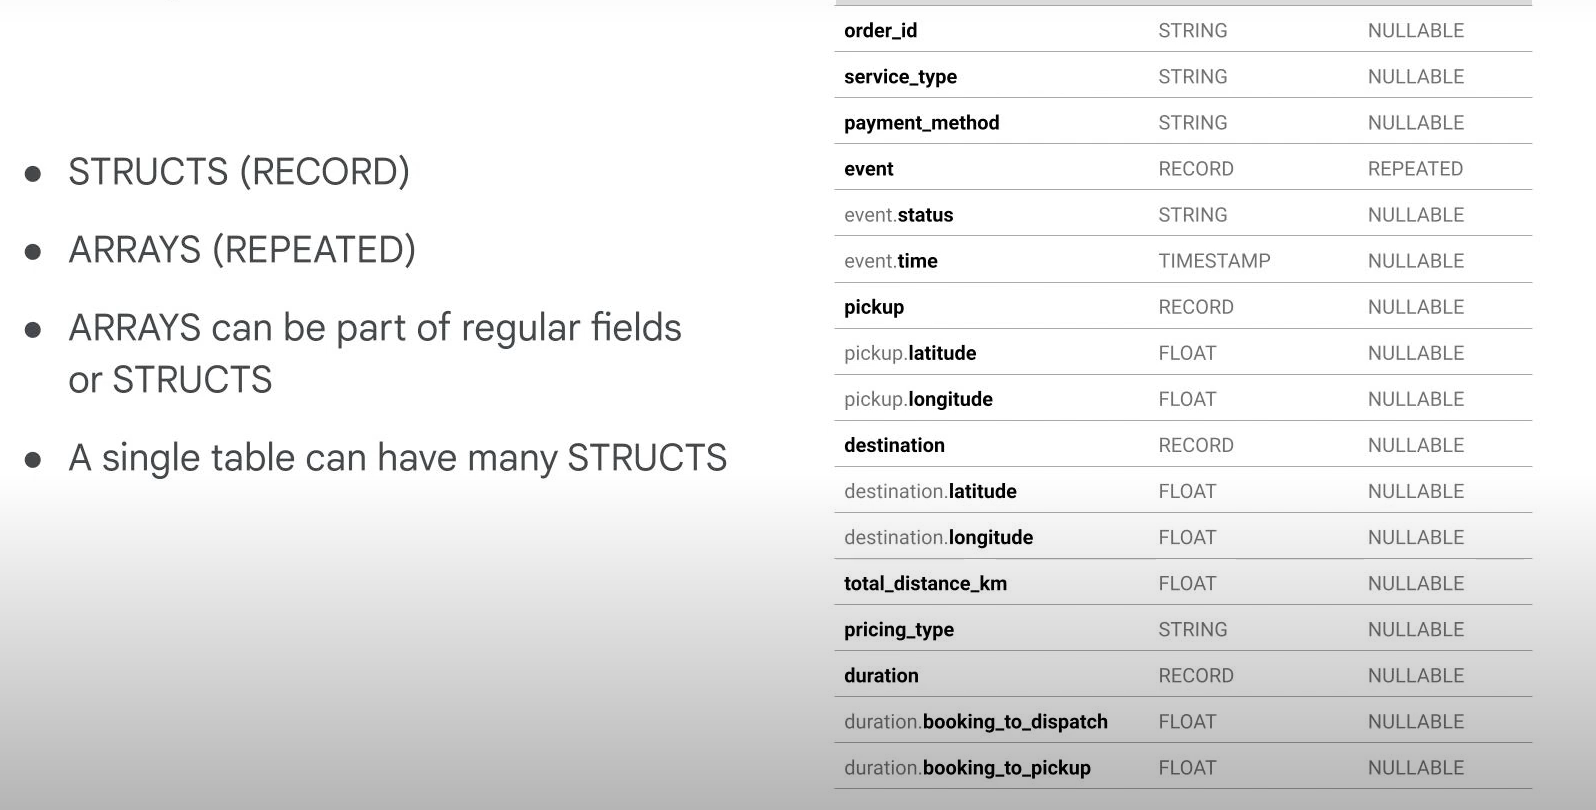 ● STRUCTS (RECORD)
● ARRAYS (REPEATED)
● ARRAYS can be part of regular fields
or STRUCTS
● A single table can have many STRUCTS
order_id STRING NULLABLE
service_type STRING NULLABLE
payment_method STRING NULLABLE
event RECORD REPEATED
event.status STRING NULLABLE
event.time TIMESTAMP NULLABLE
pickup RECORD NULLABLE
pickup.latitude FLOAT NULLABLE
pickup.longitude FLOAT NULLABLE
destination RECORD NULLABLE
destination.latitude FLOAT NULLABLE
destination.longitude FLOAT NULLABLE
total_distance_km FLOAT NULLABLE
pricing_type STRING NULLABLE
duration RECORD NULLABLE
duration.booking_to_dispatch FLOAT NULLABLE
duration.booking_to_pickup FLOAT NULLABLE